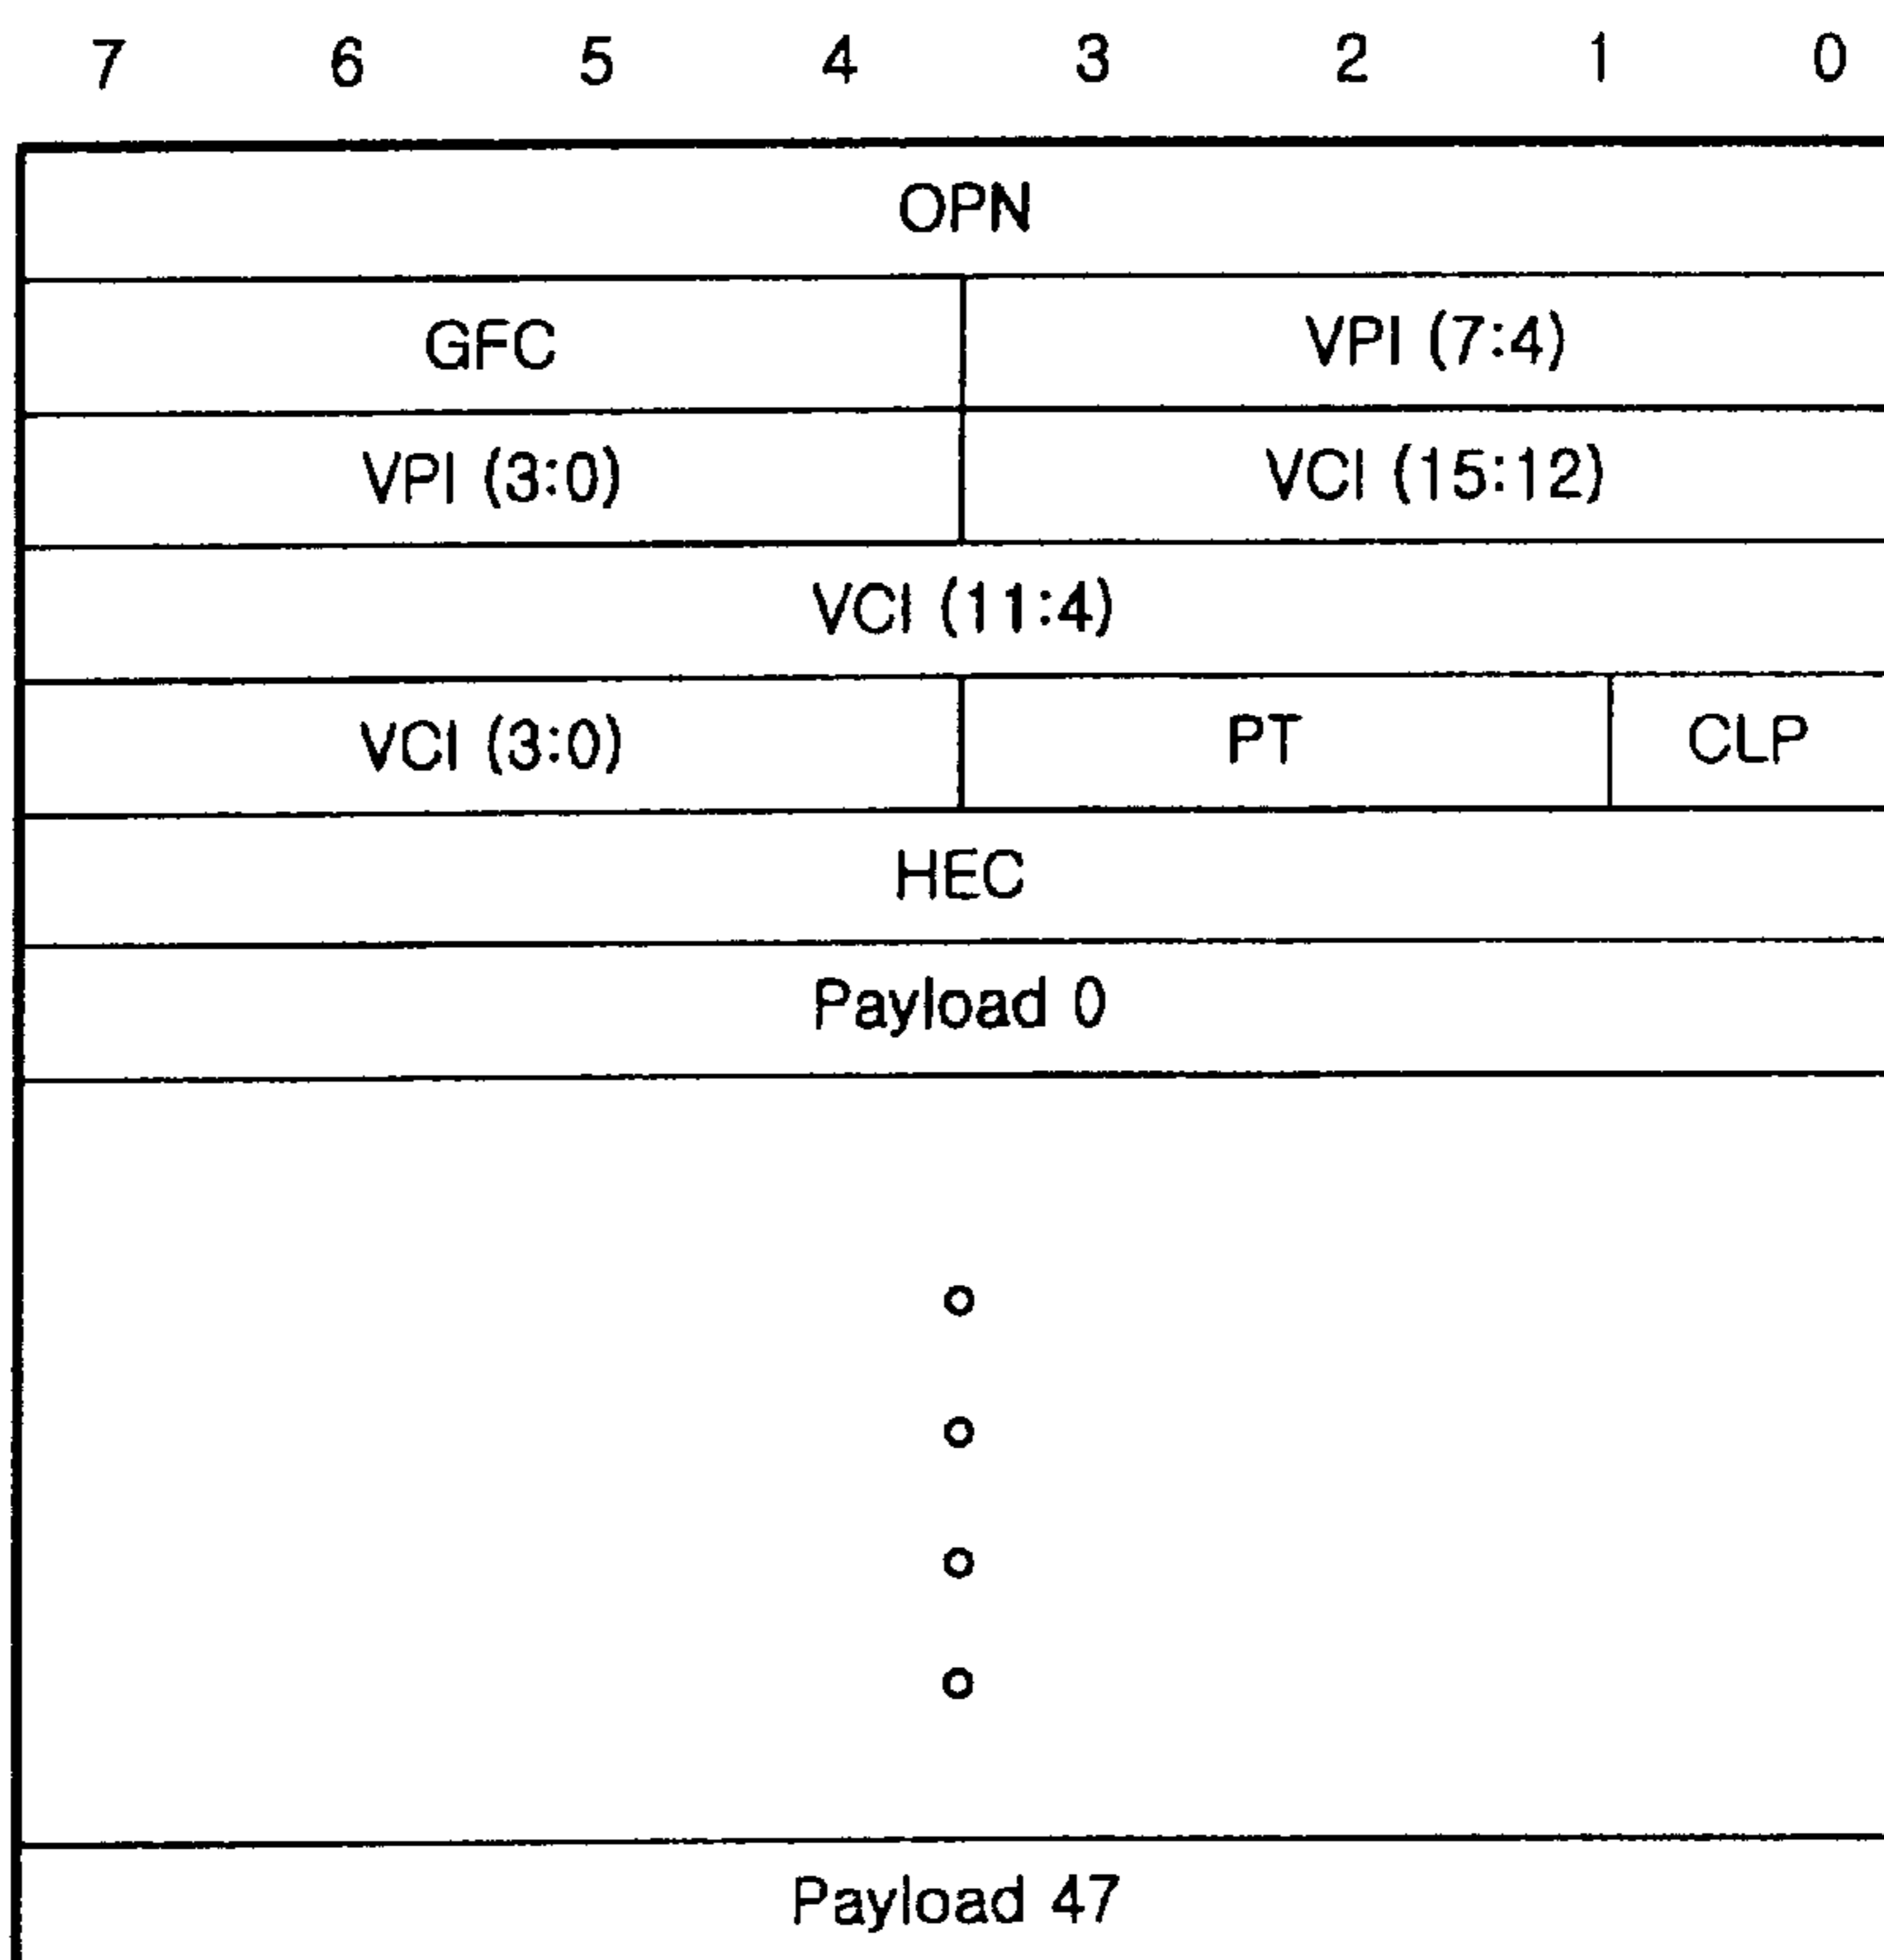 7 6 5 4 3 2 1 0
OPN
GFC VPI (7:4)
VPI (3:0) VCI (15:12)
VCI (11:4)
VCI (3:0) PT CLP
HEC
Payload 0
Payload 47